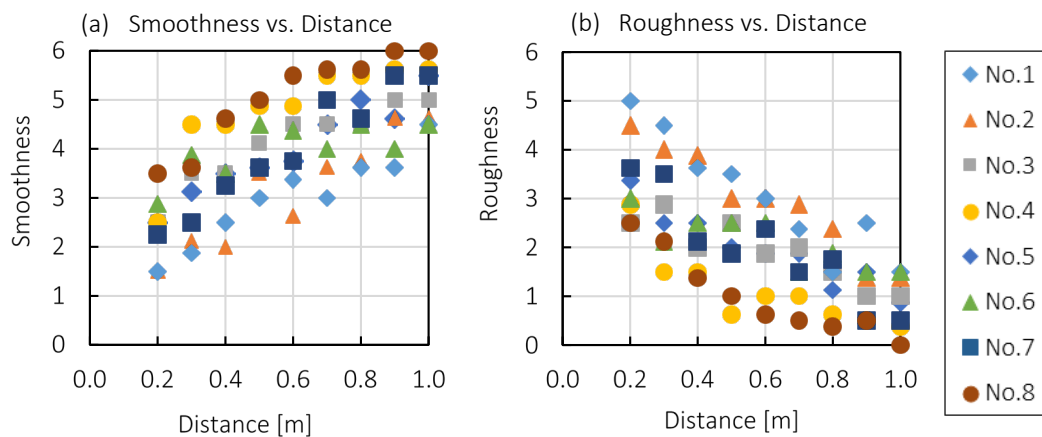 (a) Smoothness vs. Distance
6
5
4
3
2
1
0
0.0 0.2 0.4 0.6 0.8 1.0
Smoothness
Distance [m]
(b) Roughness vs. Distance
6
5
4
3
2
1
0
0.0 0.2 0.4 0.6 0.8 1.0
Roughness
Distance [m]
No.1
No.2
No.3
No.4
No.5
No.6
No.7
No.8